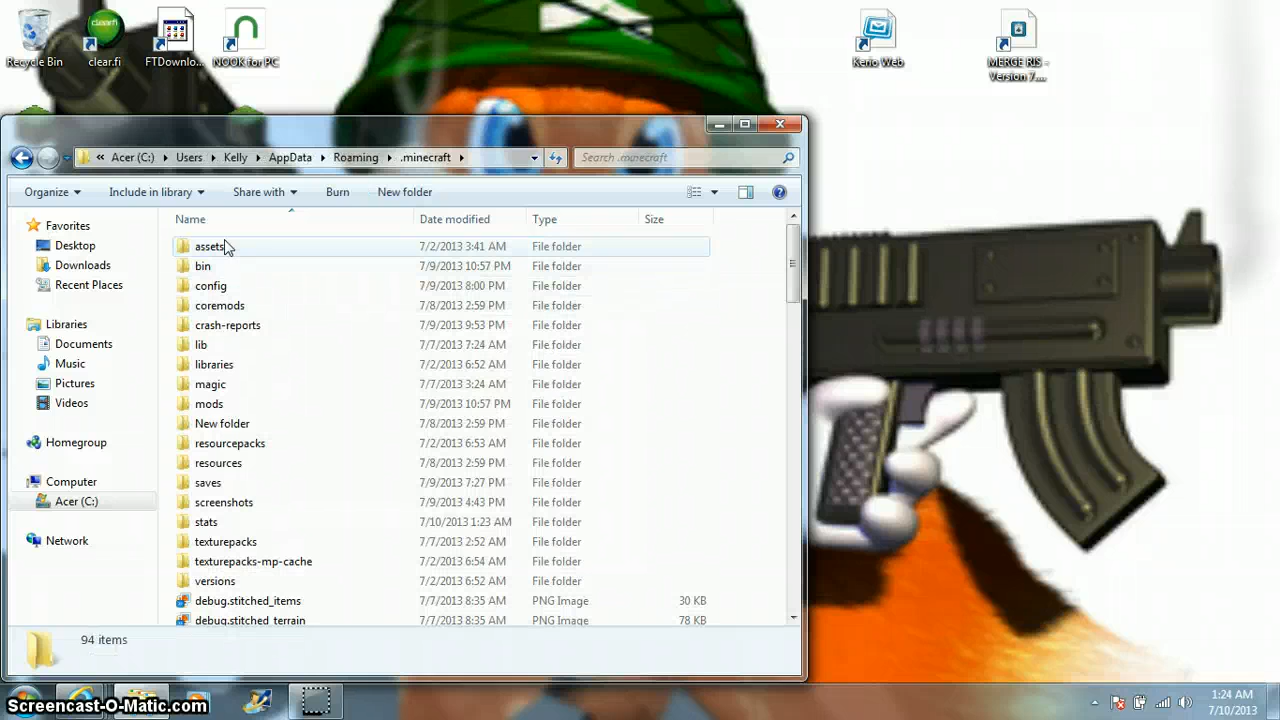 Recycle Bin
clear.fi
FTDownlo...
NOOK for PC
Kerio Web
MERGE RIS -
Version 7....
« Acer (C:) Users Kelly AppData Roaming .minecraft
Search .minecraft
Organize Include in library Share with Burn New folder
Name Date modified Type Size
Favorites
Desktop
Downloads
Recent Places
Libraries
Documents
Music
Pictures
Videos
Homegroup
Computer
Acer (C:)
Network
assets 7/2/2013 3:41 AM File folder
bin 7/9/2013 10:57 PM File folder
config 7/9/2013 8:00 PM File folder
coremods 7/8/2013 2:59 PM File folder
crash-reports 7/9/2013 9:53 PM File folder
lib 7/7/2013 7:24 AM File folder
libraries 7/2/2013 6:52 AM File folder
magic 7/7/2013 3:24 AM File folder
mods 7/9/2013 10:57 PM File folder
New folder 7/8/2013 2:59 PM File folder
resourcepacks 7/2/2013 6:53 AM File folder
resources 7/8/2013 2:59 PM File folder
saves 7/9/2013 7:27 PM File folder
screenshots 7/9/2013 4:43 PM File folder
stats 7/10/2013 1:23 AM File folder
texturepacks 7/7/2013 2:52 AM File folder
texturepacks-mp-cache 7/2/2013 6:54 AM File folder
versions 7/2/2013 6:52 AM File folder
debug.stitched_items 7/7/2013 8:35 AM PNG Image 30 KB
debug.stitched_terrain 7/7/2013 8:35 AM PNG Image 78 KB
94 items
Screencast-O-Matic.com
1:24 AM
7/10/2013